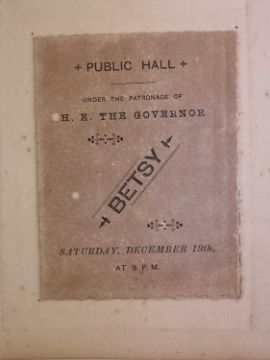 PUBLIC HALL
UNDER THE PATRONAGE OF
H. E. THE GOVERNOR
BETSY
SATURDAY, DECEMBER 19th,
AT 9 P.M.